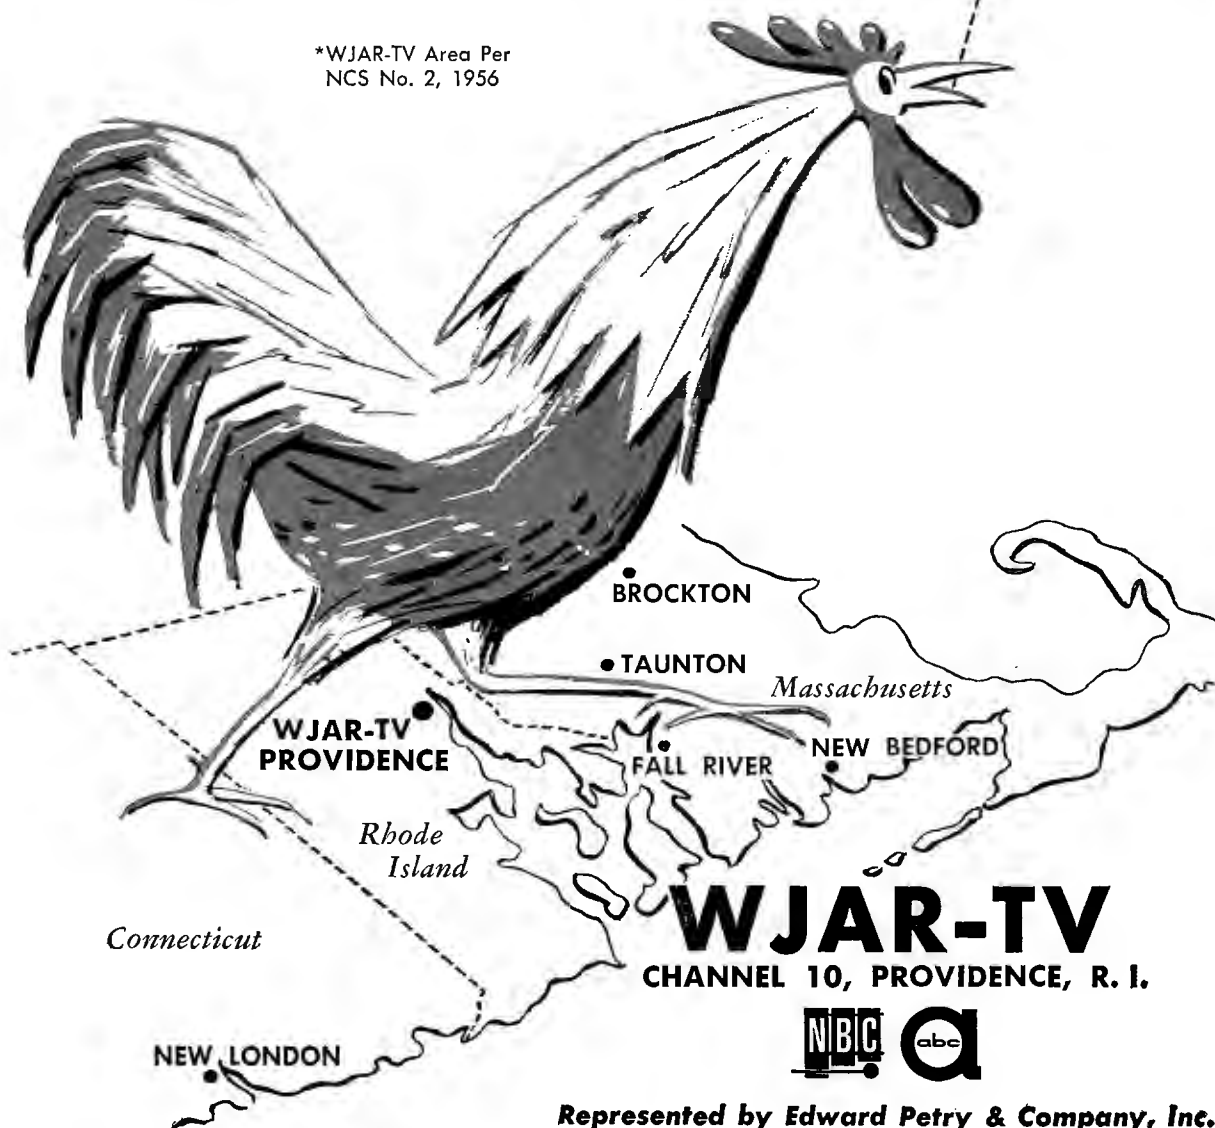 *WJAR-TV Area Per
NCS No. 2, 1956
BROCKTON
TAUNTON
Massachusetts
WJAR-TV
PROVIDENCE
NEW BEDFORD
FALL RIVER
Rhode
Island
Connecticut
WJAR-TV
CHANNEL 10, PROVIDENCE, R. I.
NBC abc
NEW LONDON
Represented by Edward Petry & Company, Inc.